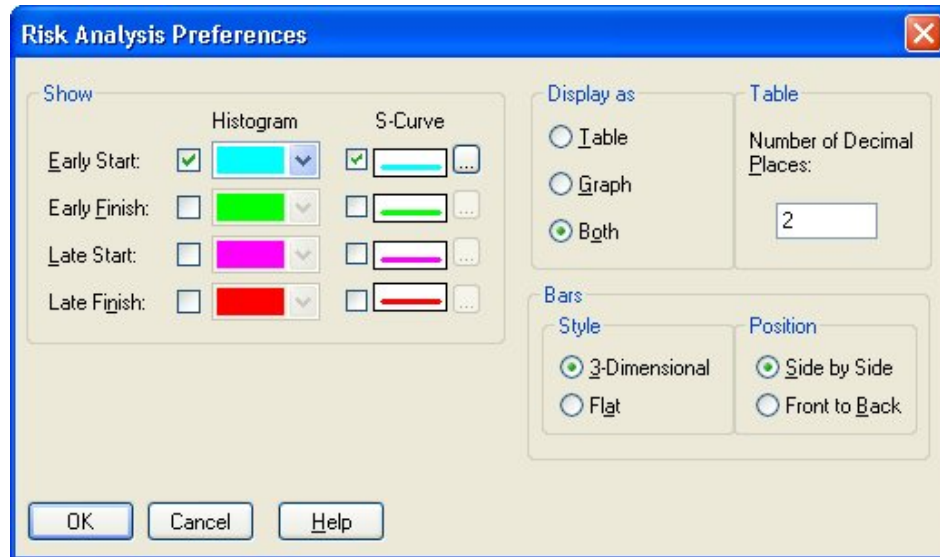 Risk Analysis Preferences
Show
Histogram S-Curve
Early Start: ...
Early Finish: ...
Late Start: ...
Late Finish: ...
Display as
Table
Graph
Both
Table
Number of Decimal
Places:
2
Bars
Style
3-Dimensional
Flat
Position
Side by Side
Front to Back
OK Cancel Help